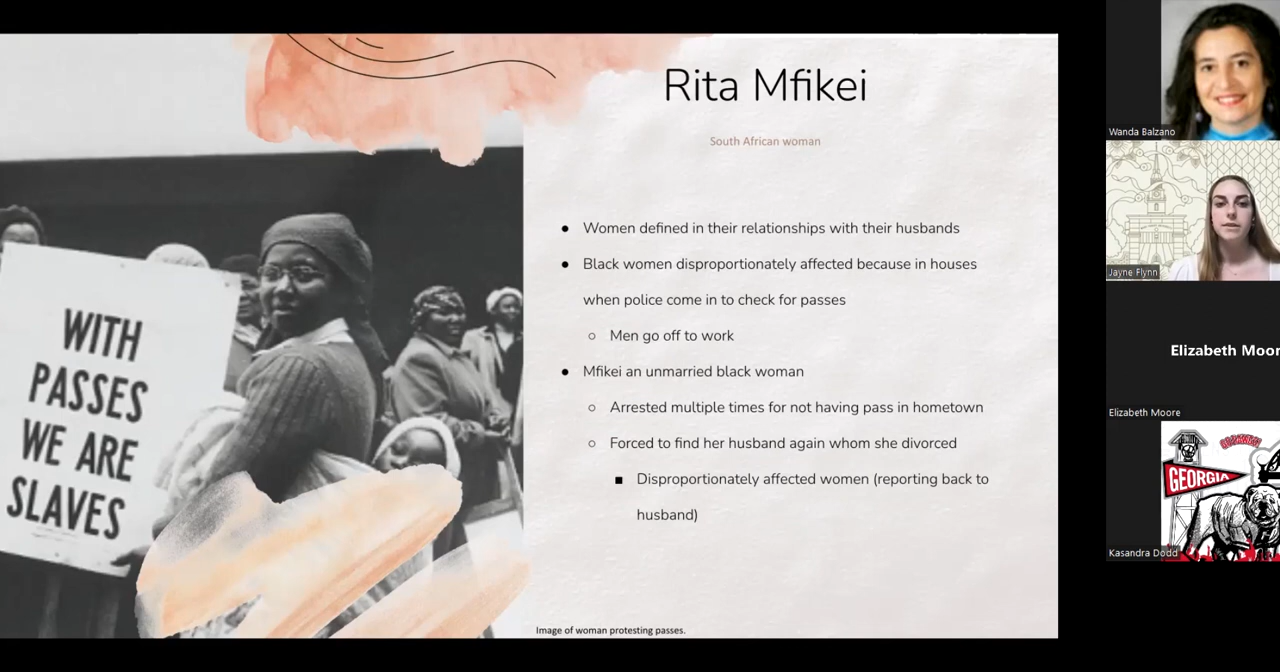 Rita Mfikei
South African woman
● Women defined in their relationships with their husbands
● Black women disproportionately affected because in houses
when police come in to check for passes
○ Men go off to work
● Mfikei an unmarried black woman
○ Arrested multiple times for not having pass in hometown
○ Forced to find her husband again whom she divorced
■ Disproportionately affected women (reporting back to
husband)
WITH
PASSES
WE ARE
SLAVES
Image of woman protesting passes.
Wanda Balzano
Jayne Flynn
Elizabeth Moor
Elizabeth Moore
GEORGIA
Kasandra Dodd